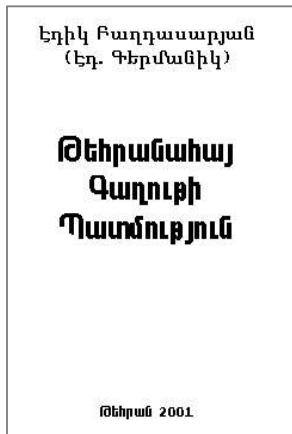 Էդիկ Բաղդասարյան
(Էդ. Գերմանիկ)
Թեհրանահայ
Գաղութի
Պատմություն
Թեհրան 2001